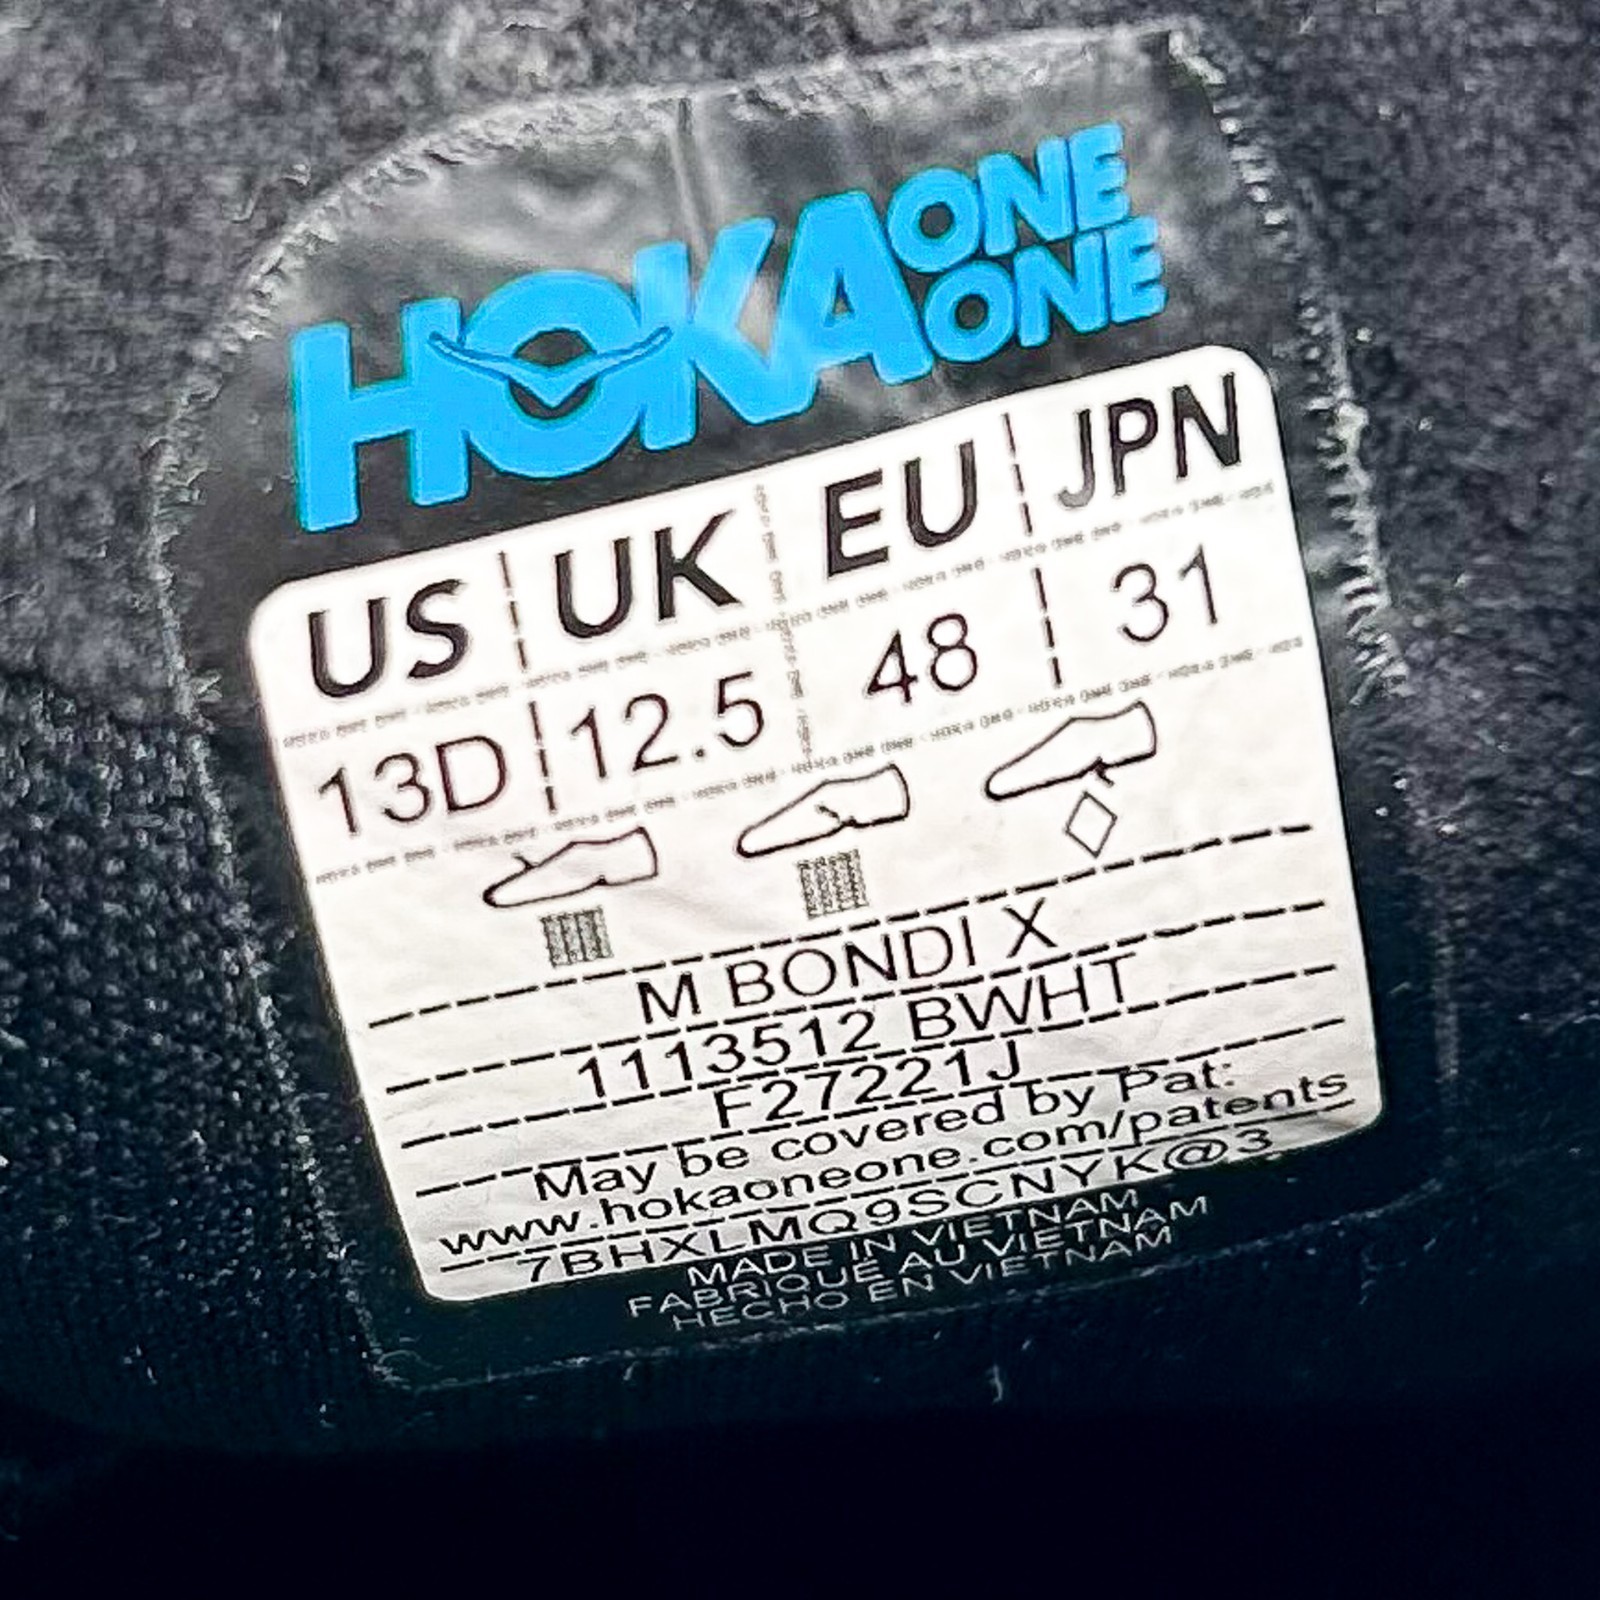 HOKA ONE ONE
US UK EU JPN
13D 12.5 48 31
M BONDI X
1113512 BWHT
F27221J
May be covered by Pat:
www.hokaoneone.com/patents
7BHXLMQ9SCNYK@3
MADE IN VIETNAM
FABRIQUÉ AU VIETNAM
HECHO EN VIETNAM